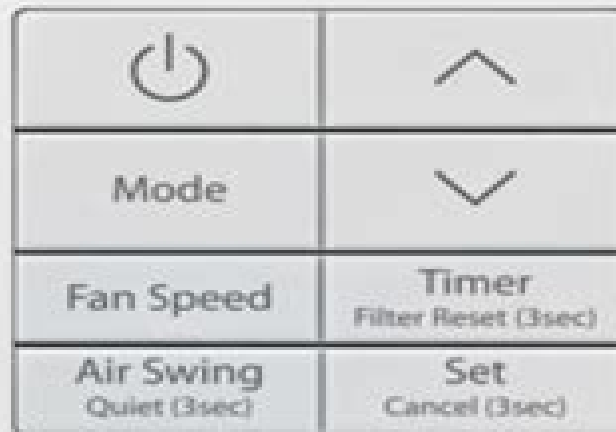 Mode
Fan Speed
Timer
Filter Reset (3sec)
Air Swing
Quiet (3sec)
Set
Cancel (3sec)